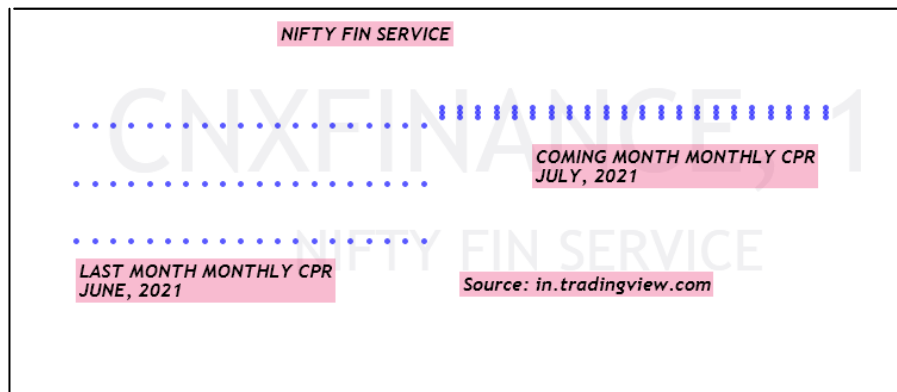 NIFTY FIN SERVICE
CNXFINANCE, 1
COMING MONTH MONTHLY CPR
JULY, 2021
NIFTY FIN SERVICE
LAST MONTH MONTHLY CPR
JUNE, 2021
Source: in.tradingview.com